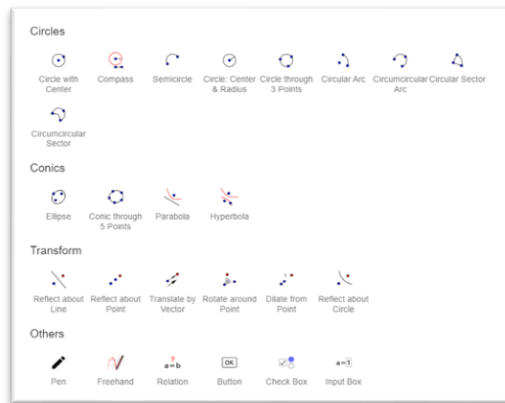 Circles
Circle with Center
Compass
Semicircle
Circle: Center & Radius
Circle through 3 Points
Circular Arc
Circumcircular Arc
Circular Sector
Circumcircular Sector
Conics
Ellipse
Conic through 5 Points
Parabola
Hyperbola
Transform
Reflect about Line
Reflect about Point
Translate by Vector
Rotate around Point
Dilate from Point
Reflect about Circle
Others
?
a=b
OK
a=1
Pen
Freehand
Relation
Button
Check Box
Input Box